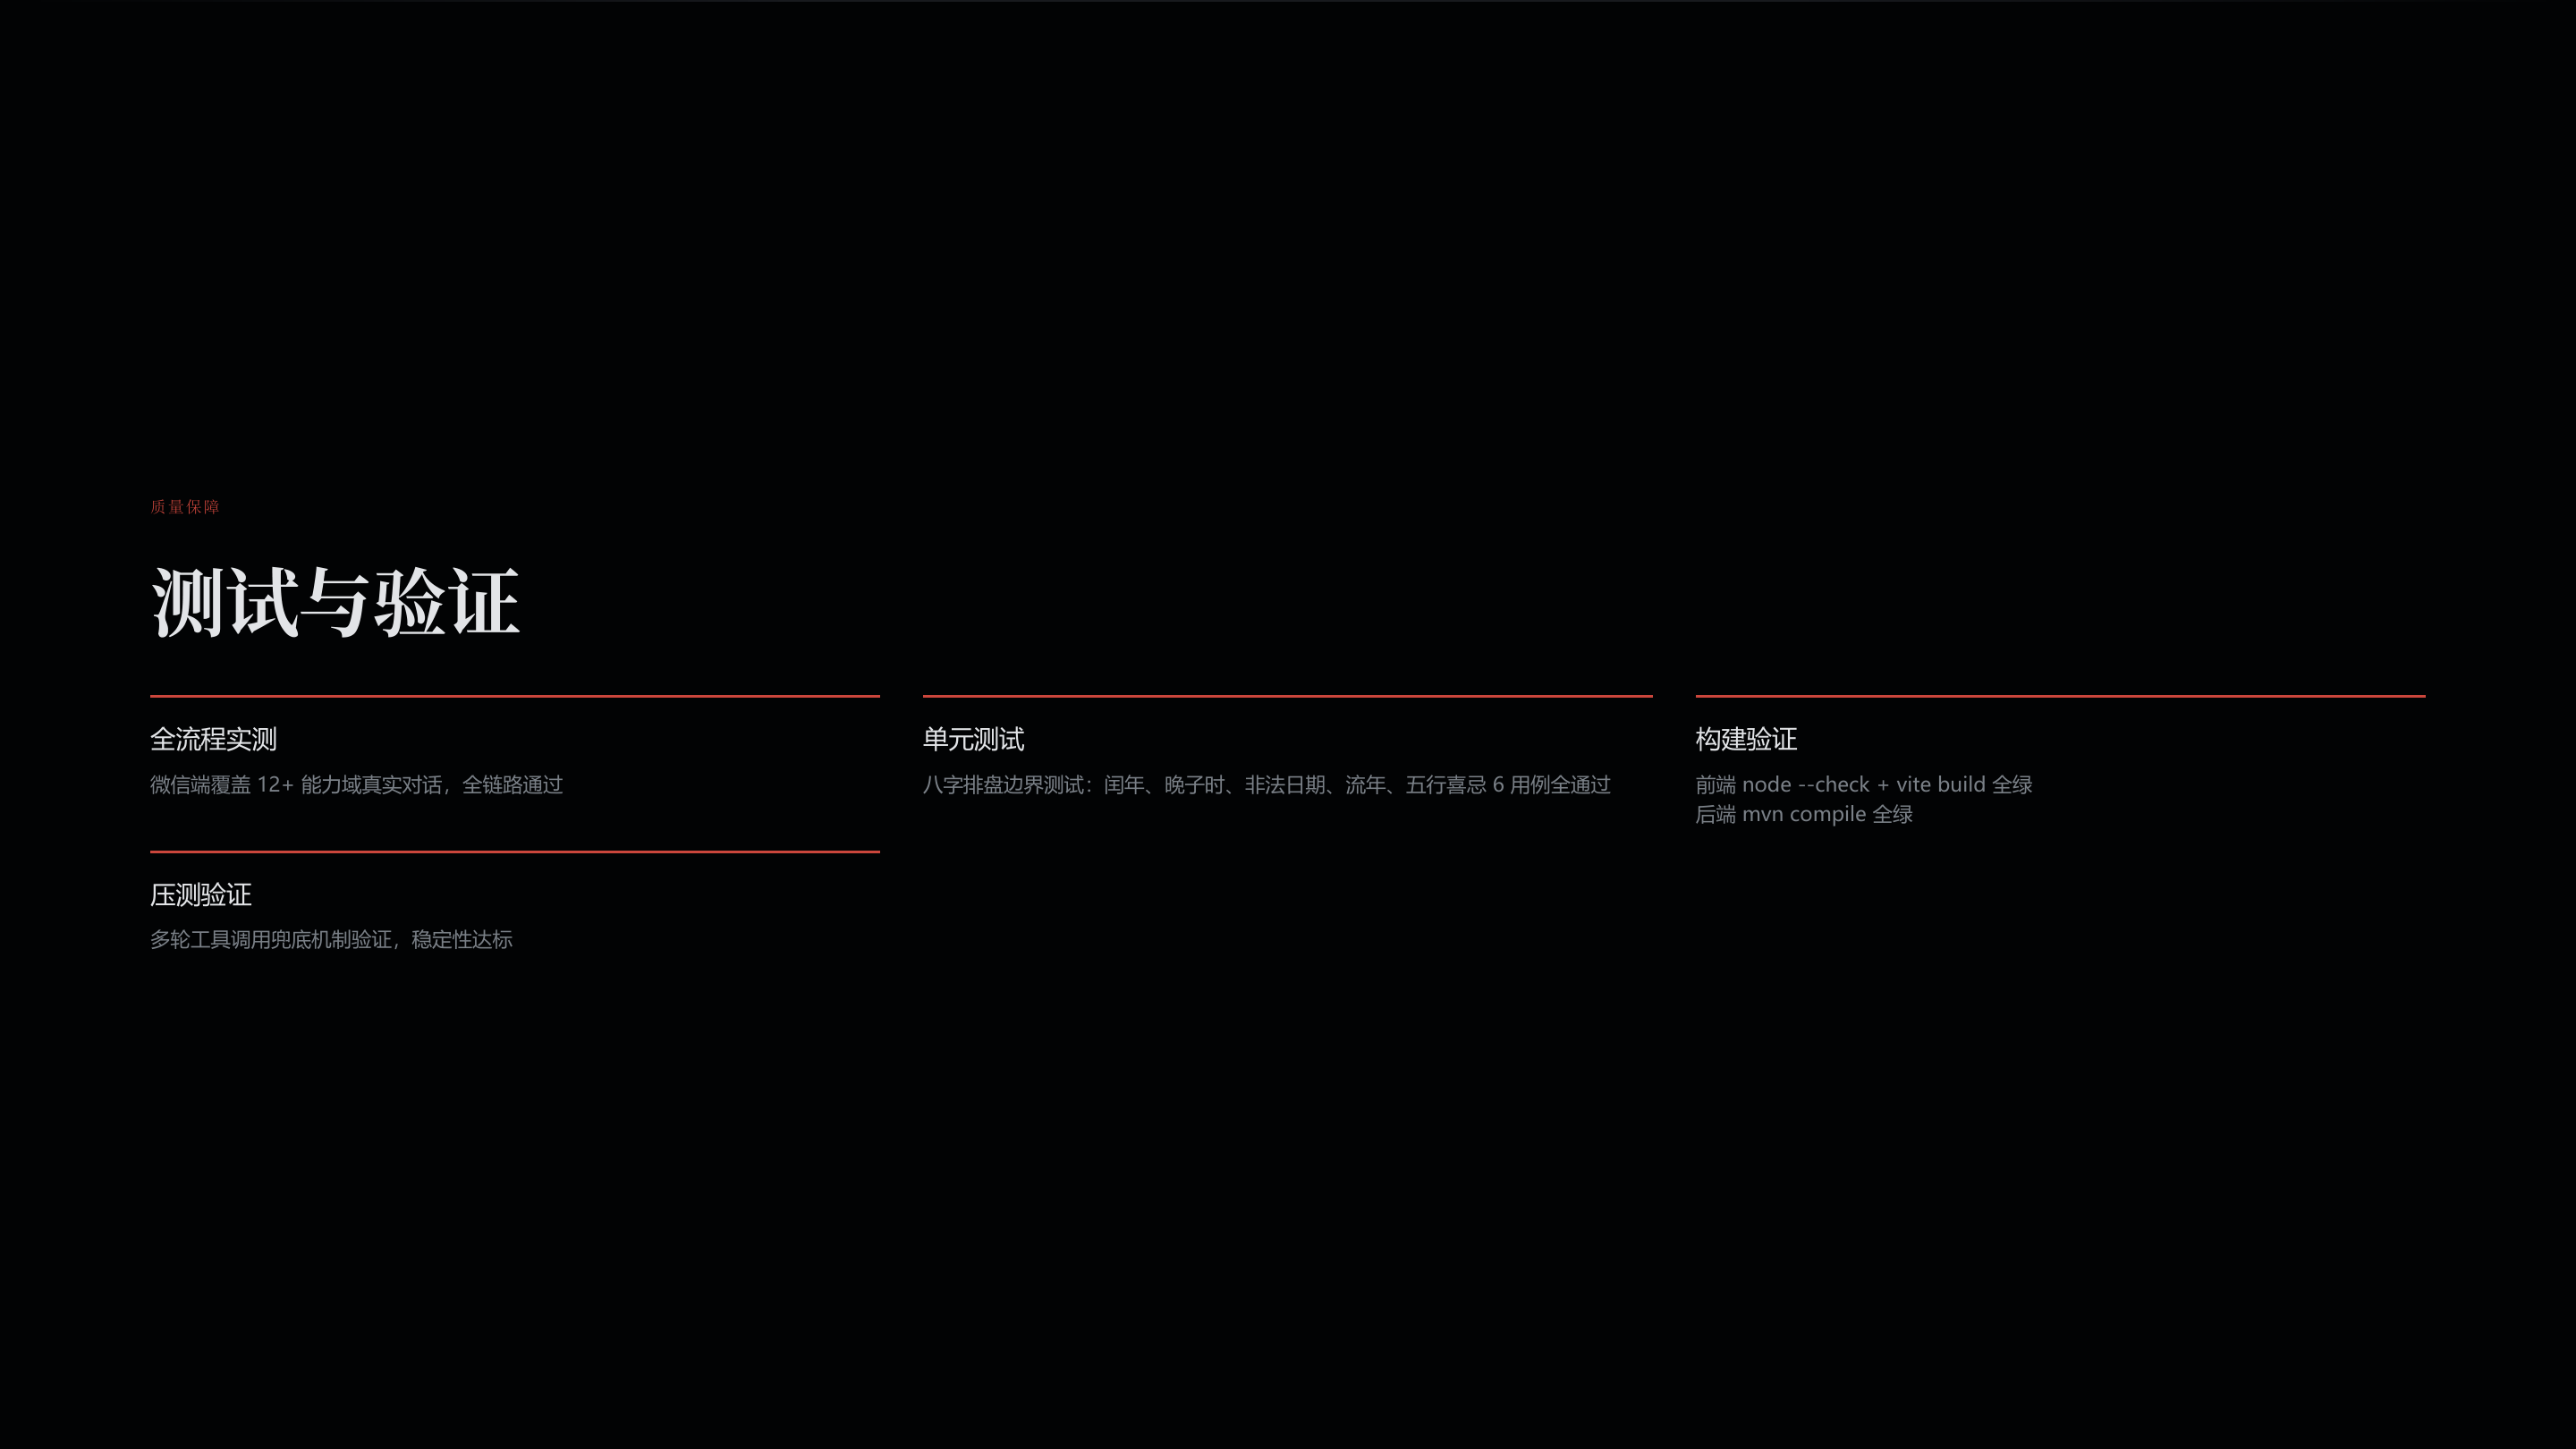 质量保障
测试与验证
全流程实测
微信端覆盖 12+ 能力域真实对话，全链路通过
单元测试
八字排盘边界测试：闰年、晚子时、非法日期、流年、五行喜忌 6 用例全通过
构建验证
前端 node --check + vite build 全绿
后端 mvn compile 全绿
压测验证
多轮工具调用兜底机制验证，稳定性达标